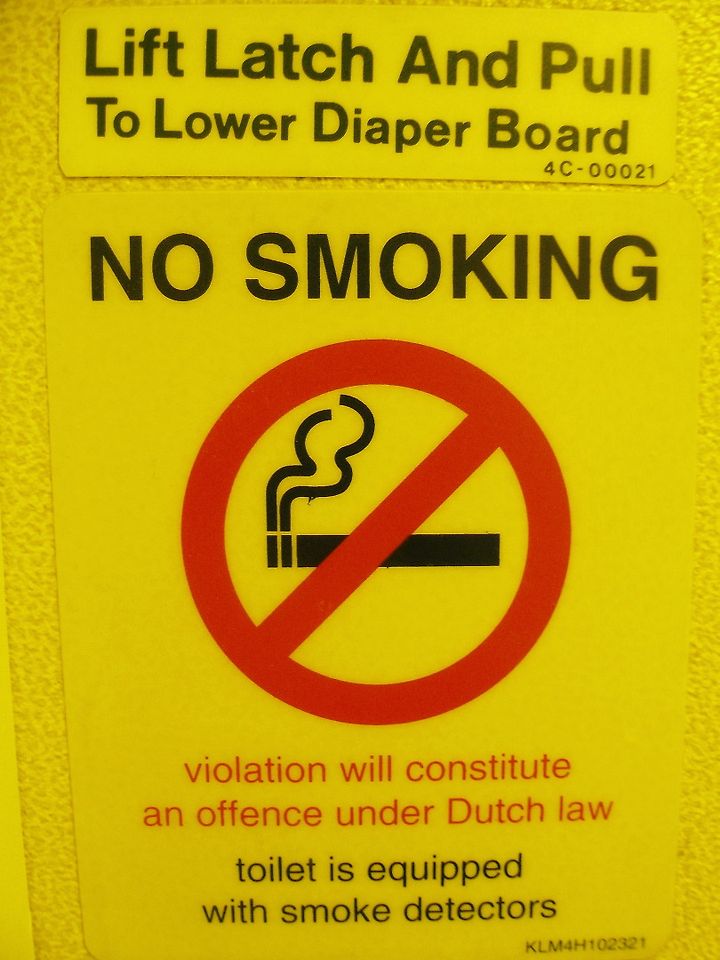 Lift Latch And Pull
To Lower Diaper Board
4C-00021
NO SMOKING
violation will constitute
an offence under Dutch law
toilet is equipped
with smoke detectors
KLM4H102321